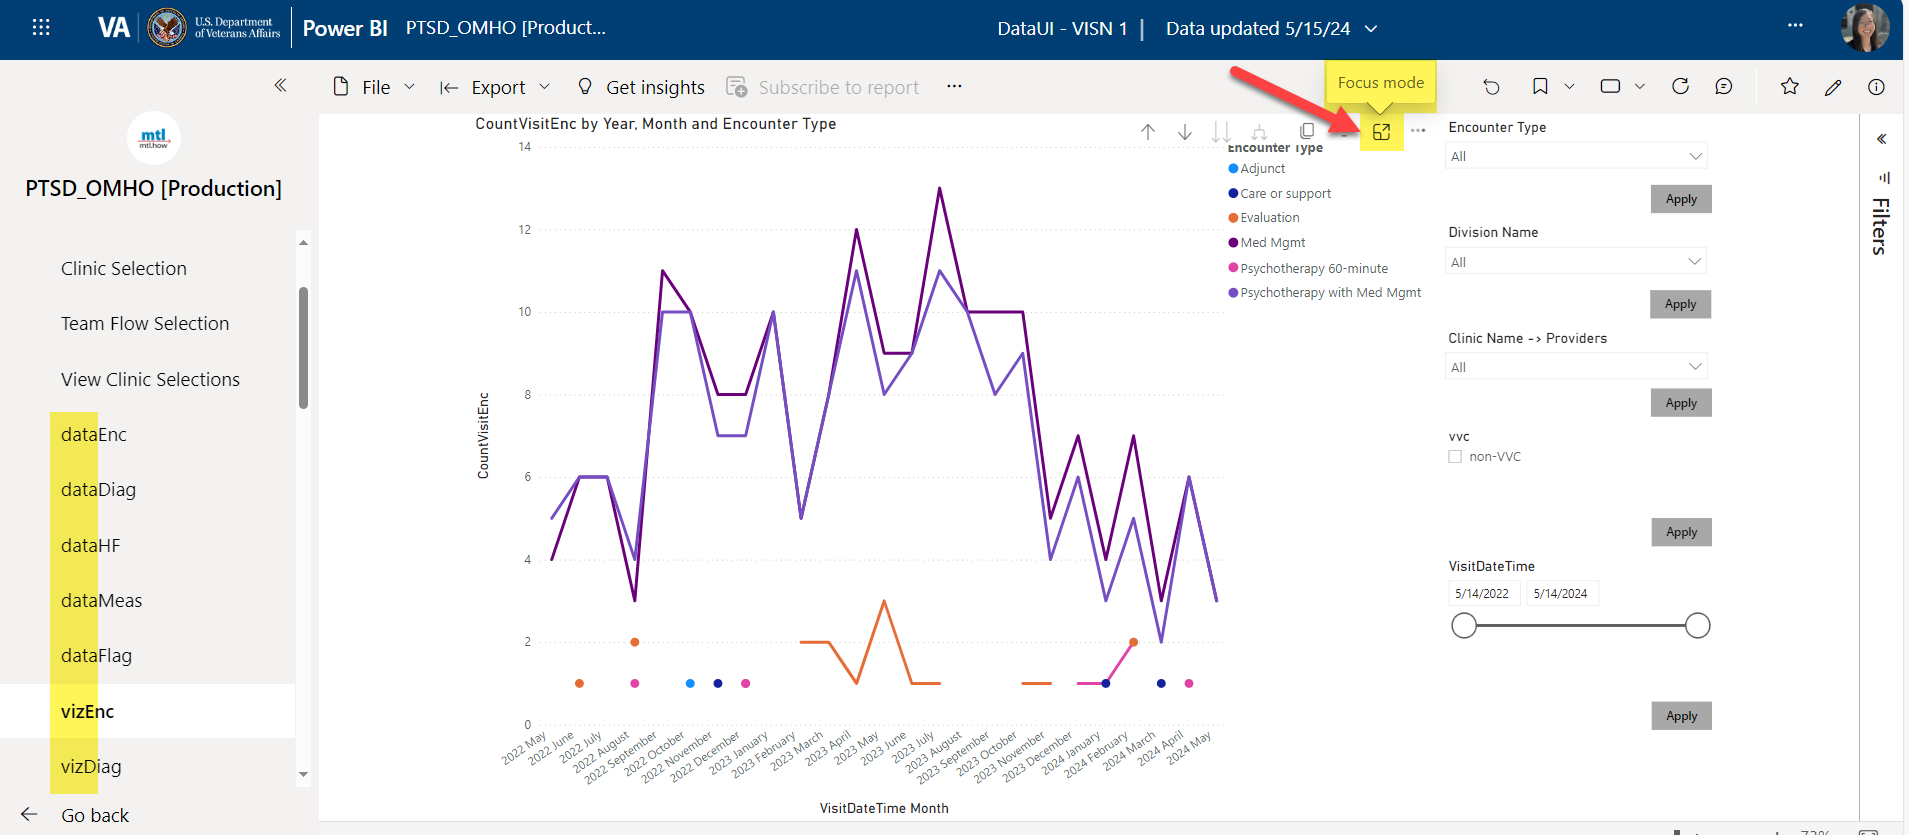 VA
U.S. Department
of Veterans Affairs
Power BI
PTSD_OMHO [Product...
DataUI - VISN 1 | Data updated 5/15/24
File
Export
Get insights
Subscribe to report
Focus mode
mtl
mtl.how
PTSD_OMHO [Production]
Clinic Selection
Team Flow Selection
View Clinic Selections
dataEnc
dataDiag
dataHF
dataMeas
dataFlag
vizEnc
vizDiag
Go back
CountVisitEnc by Year, Month and Encounter Type
Encounter Type
Adjunct
Care or support
Evaluation
Med Mgmt
Psychotherapy 60-minute
Psychotherapy with Med Mgmt
CountVisitEnc
14
12
10
8
6
4
2
0
2022 May
2022 June
2022 July
2022 August
2022 September
2022 October
2022 November
2022 December
2023 January
2023 February
2023 March
2023 April
2023 May
2023 June
2023 July
2023 August
2023 September
2023 October
2023 November
2023 December
2024 January
2024 February
2024 March
2024 April
2024 May
VisitDateTime Month
Encounter Type
All
Apply
Division Name
All
Apply
Clinic Name -> Providers
All
Apply
vvc
non-VVC
Apply
VisitDateTime
5/14/2022
5/14/2024
Apply
Filters